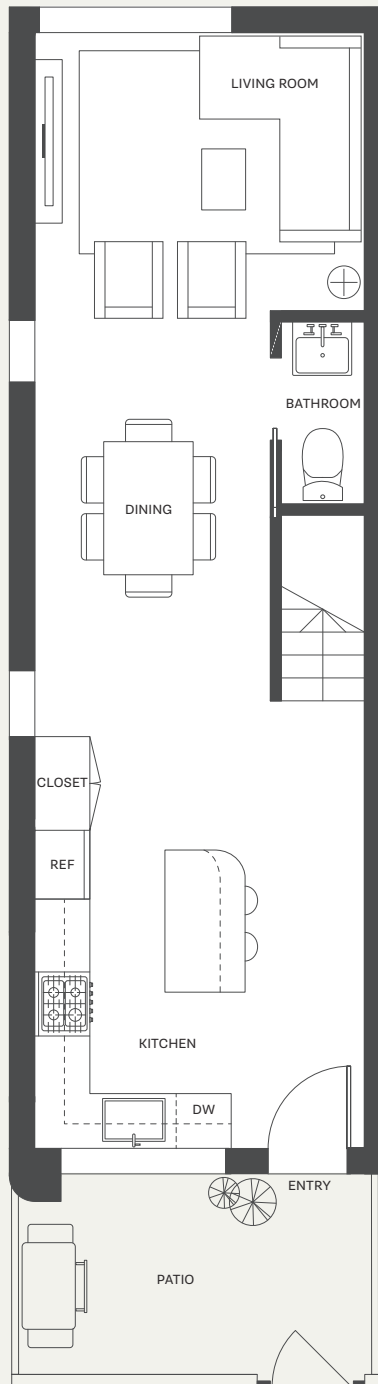 LIVING ROOM
BATHROOM
DINING
CLOSET
REF
KITCHEN
DW
ENTRY
PATIO